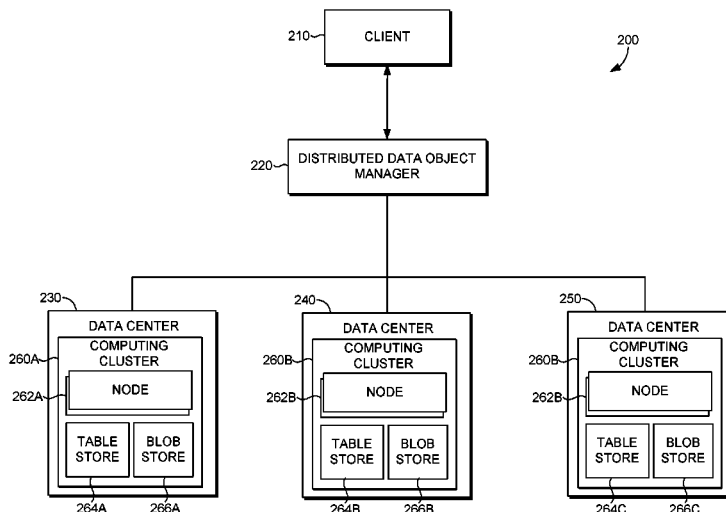 210
CLIENT
200
220
DISTRIBUTED DATA OBJECT
MANAGER
230
DATA CENTER
260A
COMPUTING
CLUSTER
262A
NODE
TABLE
STORE
BLOB
STORE
264A
266A
240
DATA CENTER
260B
COMPUTING
CLUSTER
262B
NODE
TABLE
STORE
BLOB
STORE
264B
266B
250
DATA CENTER
260B
COMPUTING
CLUSTER
262B
NODE
TABLE
STORE
BLOB
STORE
264C
266C